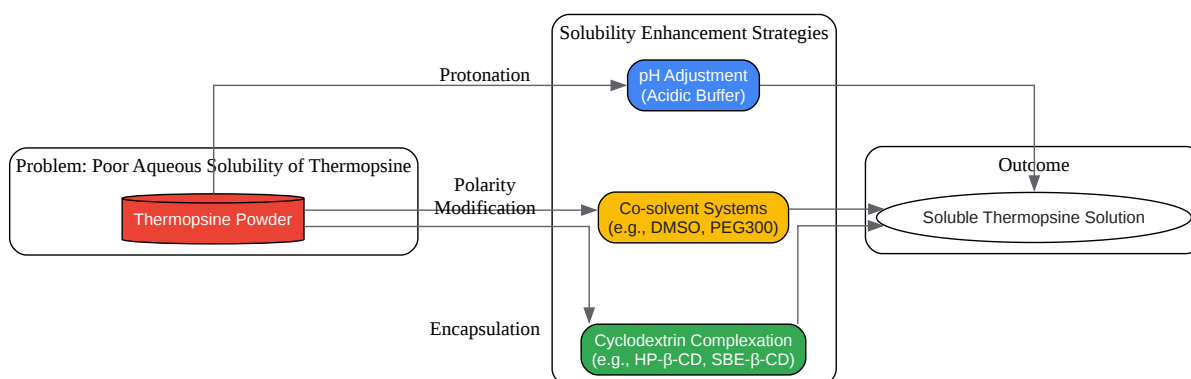 Solubility Enhancement Strategies
Protonation
pH Adjustment
(Acidic Buffer)
Problem: Poor Aqueous Solubility of Thermopsine
Thermopsine Powder
Polarity
Modification
Co-solvent Systems
(e.g., DMSO, PEG300)
Outcome
Soluble Thermopsine Solution
Encapsulation
Cyclodextrin Complexation
(e.g., HP-β-CD, SBE-β-CD)